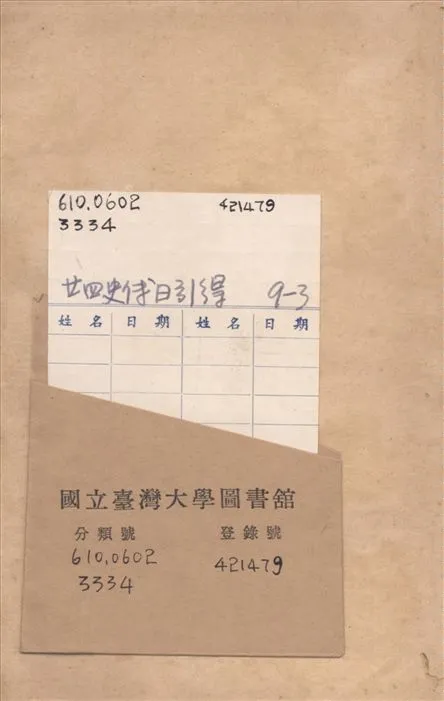 610.0602 421479
3334
廿四史傳目引得 9-3
姓名 日期 姓名 日期
國立臺灣大學圖書舘
分類號 登錄號
610.0602 421479
3334